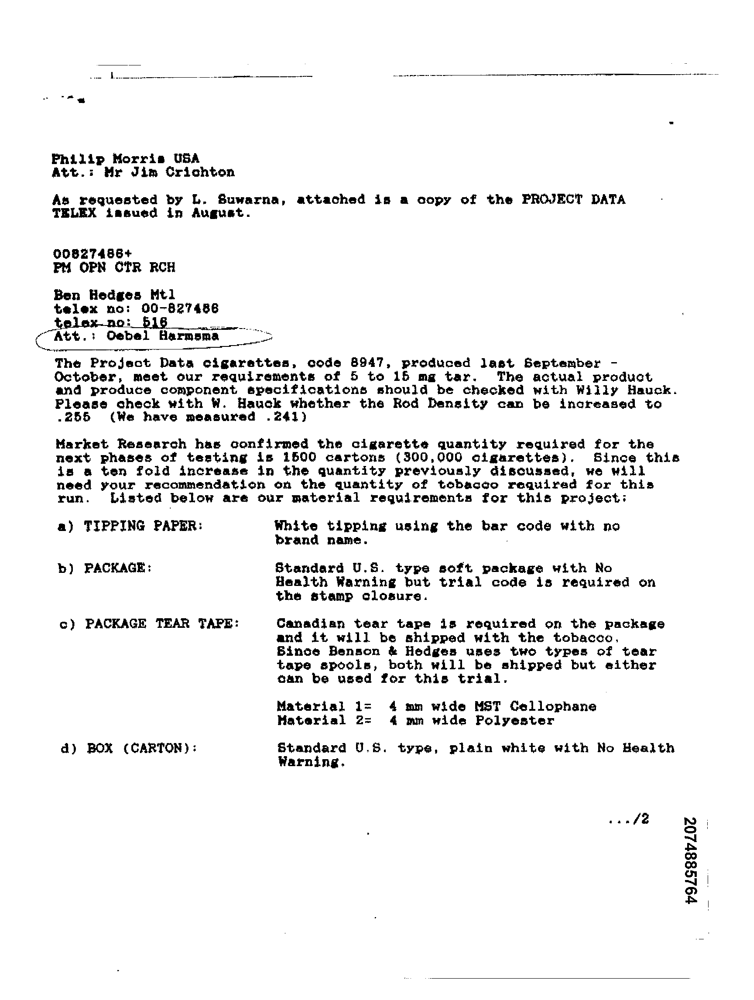 Philip Morris USA
Att.: Mr Jim Crichton
As requested by L. Suwarna, attached is a copy of the PROJECT DATA
TELEX issued in August.
00827486+
PM OPN CTR RCH
Ben Hedges Mtl
telex no: 00-827486
telex no: 516
Att.: Oebel Harmsma
The Project Data cigarettes, code 8947, produced last September -
October, meet our requirements of 5 to 15 mg tar. The actual product
and produce component specifications should be checked with Willy Hauck.
Please check with W. Hauck whether the Rod Density can be increased to
.255 (We have measured .241)
Market Research has confirmed the cigarette quantity required for the
next phases of testing is 1500 cartons (300,000 cigarettes). Since this
is a ten fold increase in the quantity previously discussed, we will
need your recommendation on the quantity of tobacco required for this
run. Listed below are our material requirements for this project:
a) TIPPING PAPER: White tipping using the bar code with no
brand name.
b) PACKAGE: Standard U.S. type soft package with No
Health Warning but trial code is required on
the stamp closure.
c) PACKAGE TEAR TAPE: Canadian tear tape is required on the package
and it will be shipped with the tobacco.
Since Benson & Hedges uses two types of tear
tape spools, both will be shipped but either
can be used for this trial.
Material 1= 4 mm wide MST Cellophane
Material 2= 4 mm wide Polyester
d) BOX (CARTON): Standard U.S. type, plain white with No Health
Warning.
.../2
2074885764